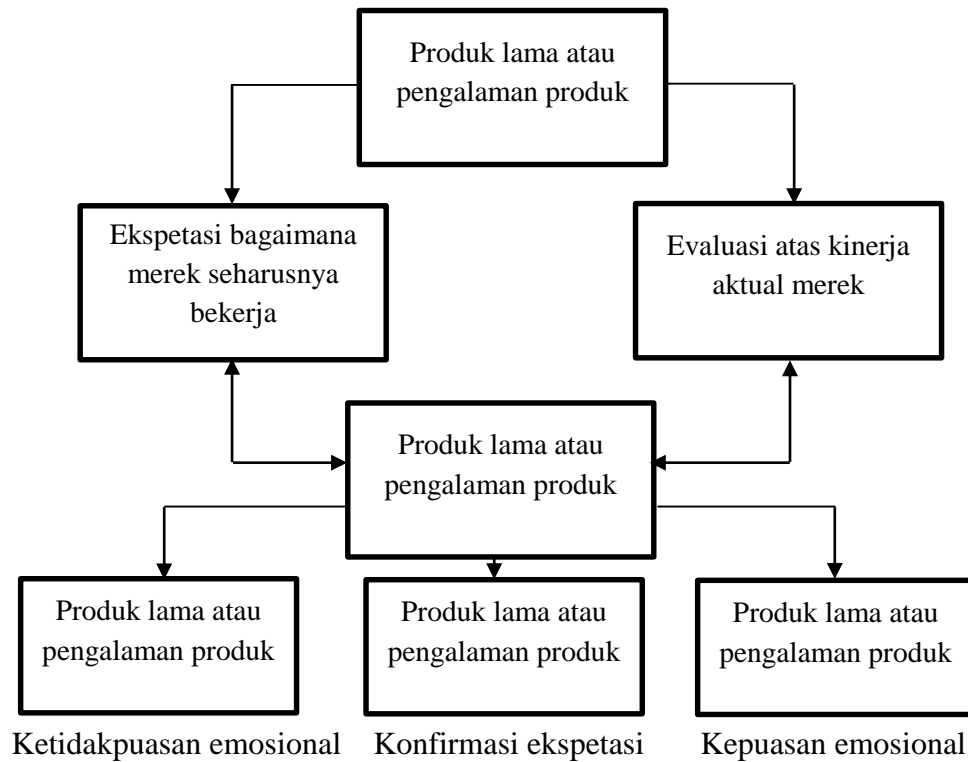 Produk lama atau
pengalaman produk
Ekspetasi bagaimana
merek seharusnya
bekerja
Evaluasi atas kinerja
aktual merek
Produk lama atau
pengalaman produk
Produk lama atau
pengalaman produk
Produk lama atau
pengalaman produk
Produk lama atau
pengalaman produk
Ketidakpuasan emosional
Konfirmasi ekspetasi
Kepuasan emosional